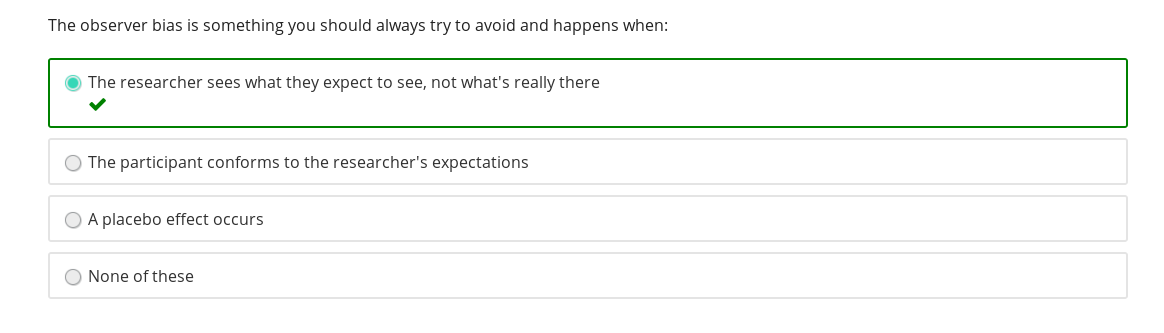 The observer bias is something you should always try to avoid and happens when:
The researcher sees what they expect to see, not what's really there
The participant conforms to the researcher's expectations
A placebo effect occurs
None of these